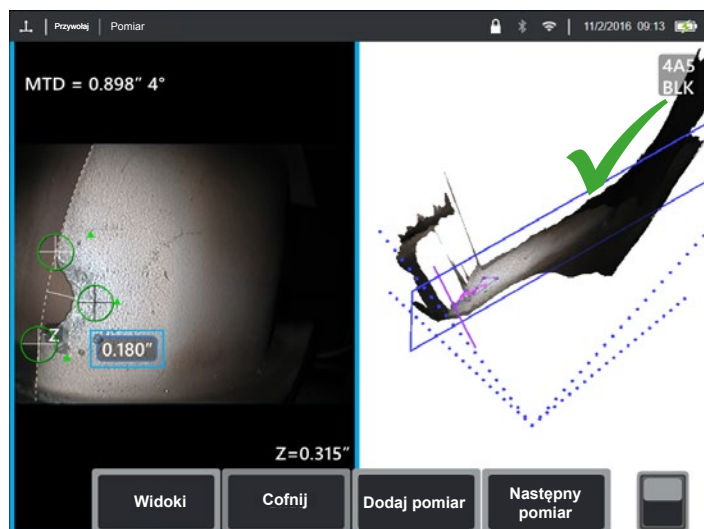 Przywołaj
Pomiar
11/2/2016 09:13
MTD = 0.898" 4°
4A5
BLK
Z
0.180"
Z=0.315"
Widoki
Cofnij
Dodaj pomiar
Następny
pomiar